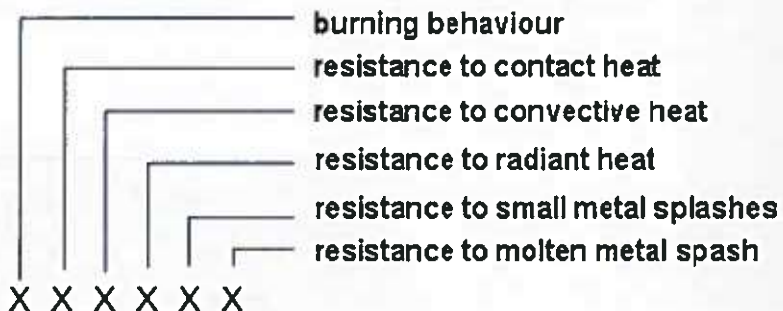 burning behaviour
resistance to contact heat
resistance to convective heat
resistance to radiant heat
resistance to small metal splashes
resistance to molten metal spash
X X X X X X